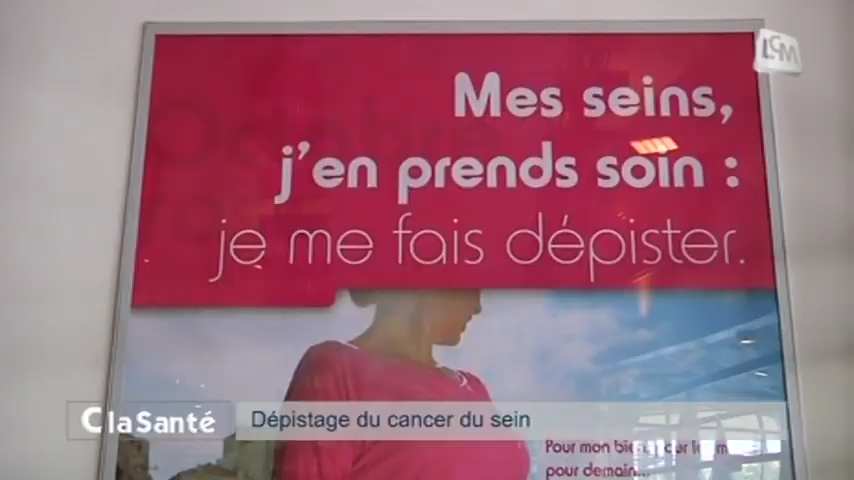 LCM
Mes seins,
j'en prends soin :
je me fais dépister.
C la Santé
Dépistage du cancer du sein
Pour mon
pour demain...